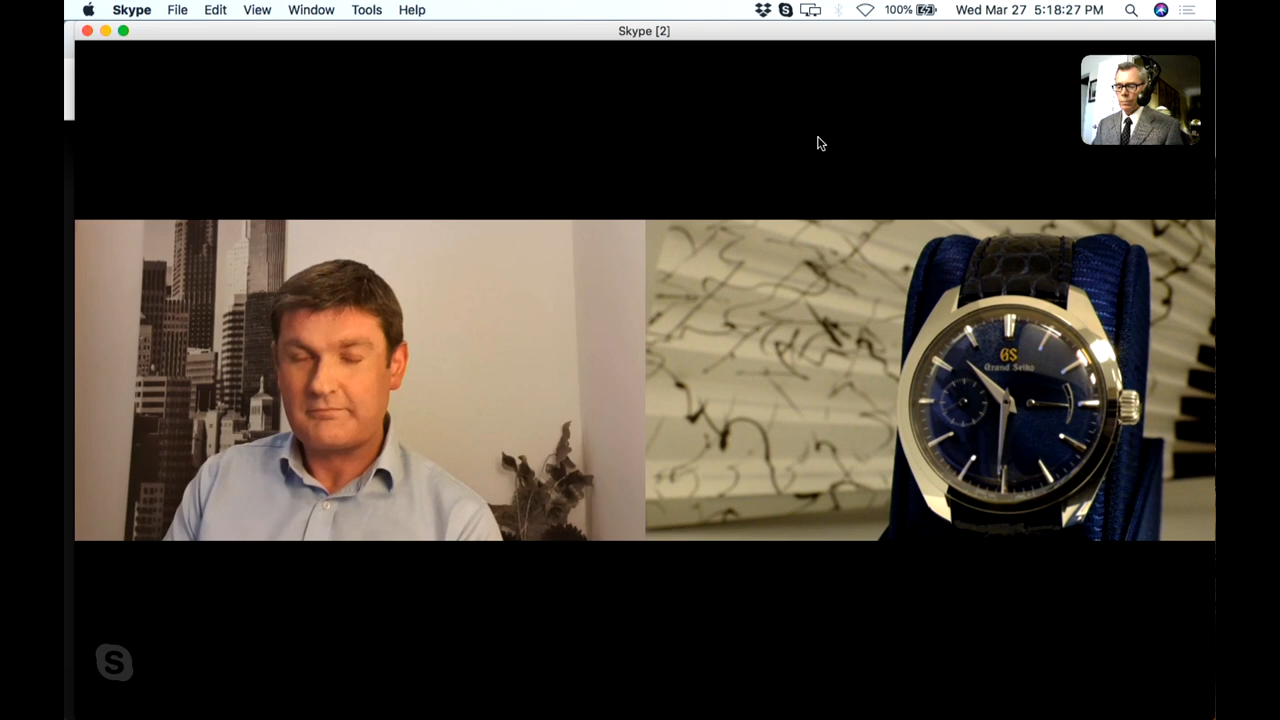 Skype File Edit View Window Tools Help 100% Wed Mar 27 5:18:27 PM
Skype [2]
GS
Grand Seiko
S